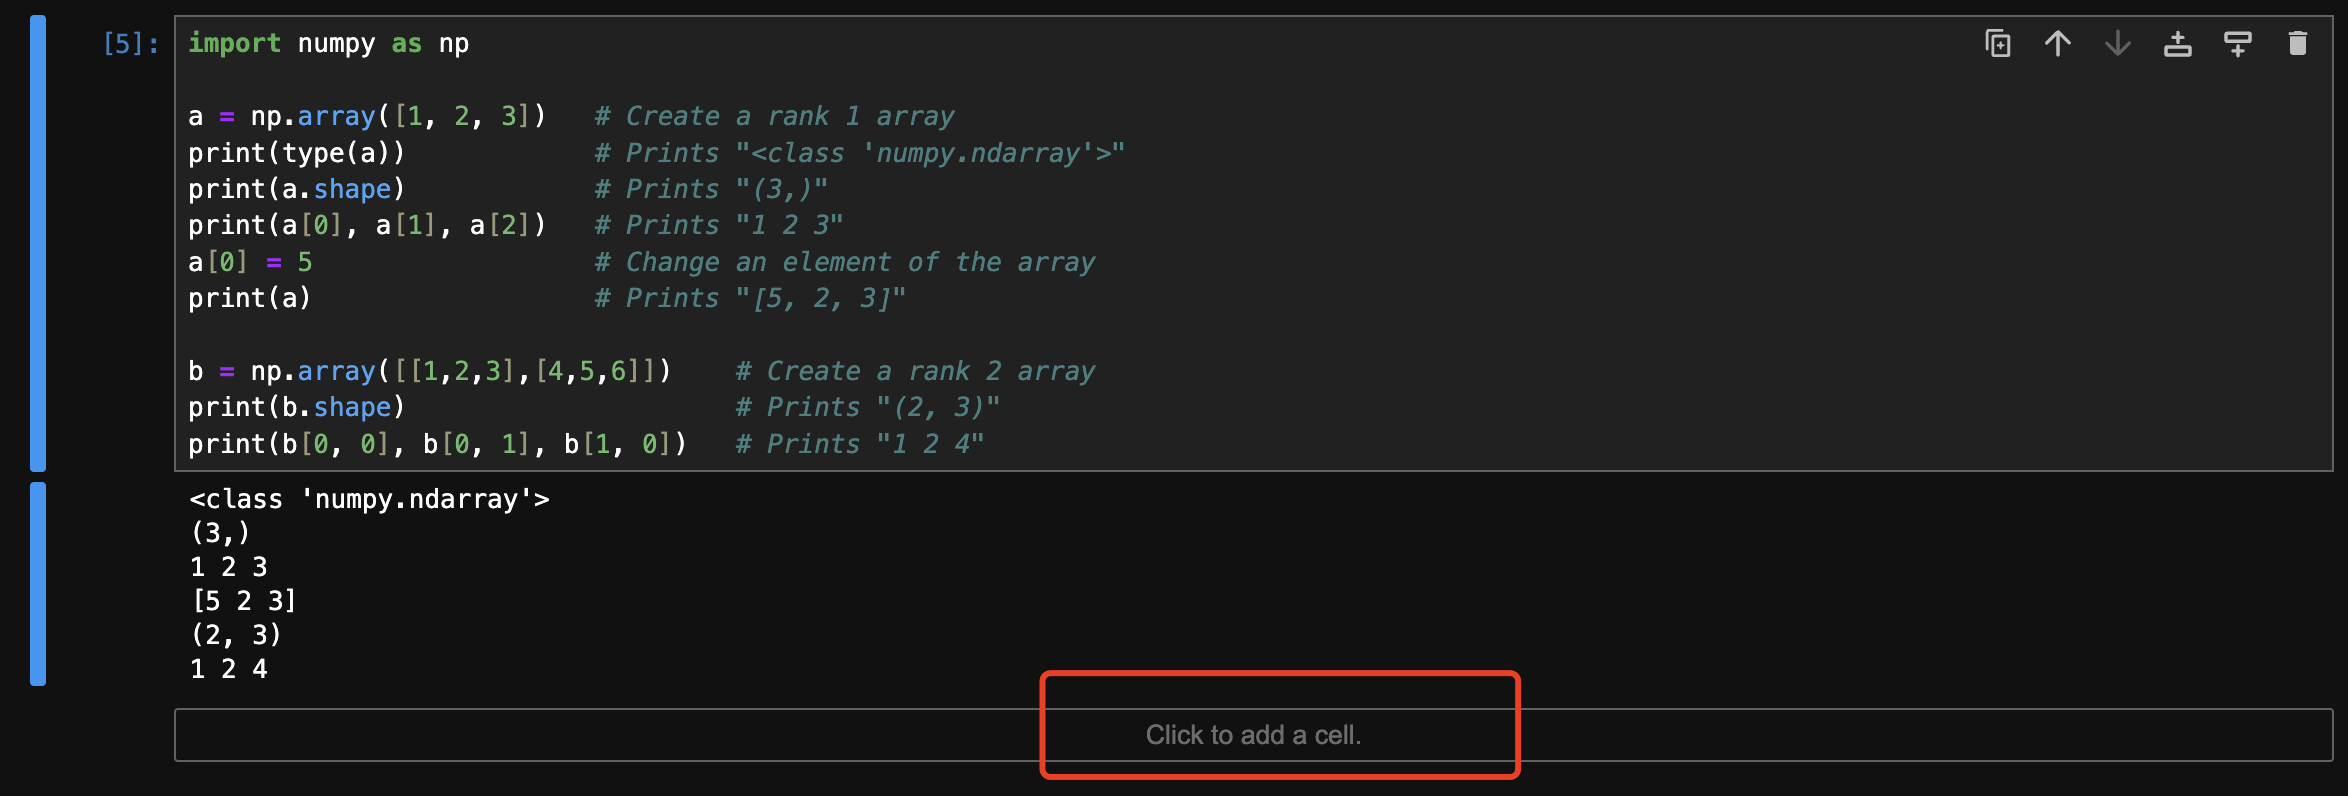 [5]: import numpy as np
a = np.array([1, 2, 3])   # Create a rank 1 array
print(type(a))            # Prints "<class 'numpy.ndarray'>"
print(a.shape)            # Prints "(3,)"
print(a[0], a[1], a[2])   # Prints "1 2 3"
a[0] = 5                  # Change an element of the array
print(a)                  # Prints "[5, 2, 3]"
b = np.array([[1,2,3],[4,5,6]])    # Create a rank 2 array
print(b.shape)                     # Prints "(2, 3)"
print(b[0, 0], b[0, 1], b[1, 0])   # Prints "1 2 4"
<class 'numpy.ndarray'>
(3,)
1 2 3
[5 2 3]
(2, 3)
1 2 4
Click to add a cell.